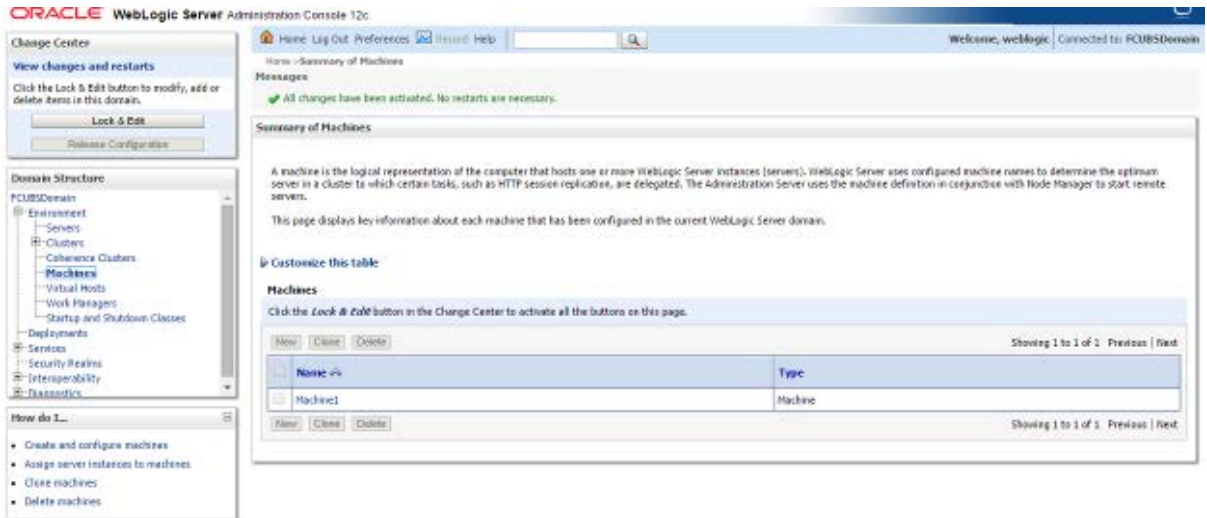 ORACLE WebLogic Server Administration Console 12c
Change Center
View changes and restarts
Click the Lock & Edit button to modify, add or
delete items in this domain.
Lock & Edit
Release Configuration
Domain Structure
FCUBSDomain
Environment
Servers
Clusters
Coherence Clusters
Machines
Virtual Hosts
Work Managers
Startup and Shutdown Classes
Deployments
Services
Security Realms
Interoperability
Diagnostics
How do I...
Create and configure machines
Assign server instances to machines
Clone machines
Delete machines
Home Log Out Preferences Record Help
Welcome, weblogic Connected to: FCUBSDomain
Home >Summary of Machines
Messages
All changes have been activated. No restarts are necessary.
Summary of Machines
A machine is the logical representation of the computer that hosts one or more WebLogic Server instances (servers). WebLogic Server uses configured machine names to determine the optimum
server in a cluster to which certain tasks, such as HTTP session replication, are delegated. The Administration Server uses the machine definition in conjunction with Node Manager to start remote
servers.
This page displays key information about each machine that has been configured in the current WebLogic Server domain.
Customize this table
Machines
Click the Lock & Edit button in the Change Center to activate all the buttons on this page.
New Clone Delete Showing 1 to 1 of 1 Previous | Next
Name Type
Machine1 Machine
New Clone Delete Showing 1 to 1 of 1 Previous | Next